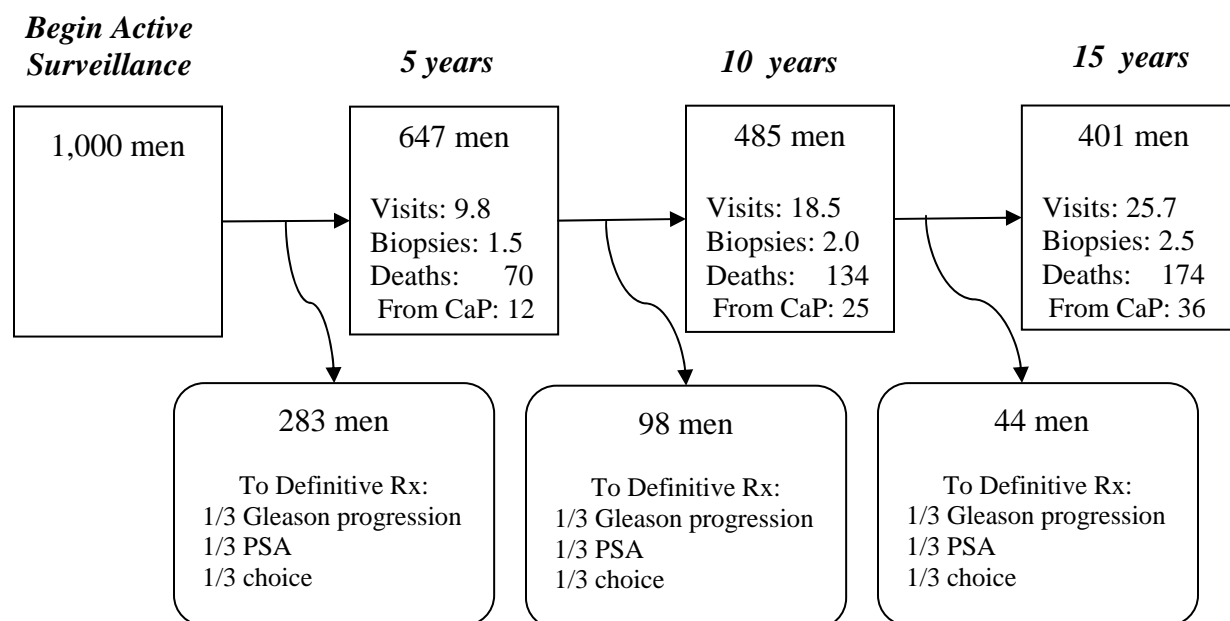 Begin Active
Surveillance
5 years
10 years
15 years
1,000 men
647 men
Visits: 9.8
Biopsies: 1.5
Deaths: 70
From CaP: 12
485 men
Visits: 18.5
Biopsies: 2.0
Deaths: 134
From CaP: 25
401 men
Visits: 25.7
Biopsies: 2.5
Deaths: 174
From CaP: 36
283 men
To Definitive Rx:
1/3 Gleason progression
1/3 PSA
1/3 choice
98 men
To Definitive Rx:
1/3 Gleason progression
1/3 PSA
1/3 choice
44 men
To Definitive Rx:
1/3 Gleason progression
1/3 PSA
1/3 choice